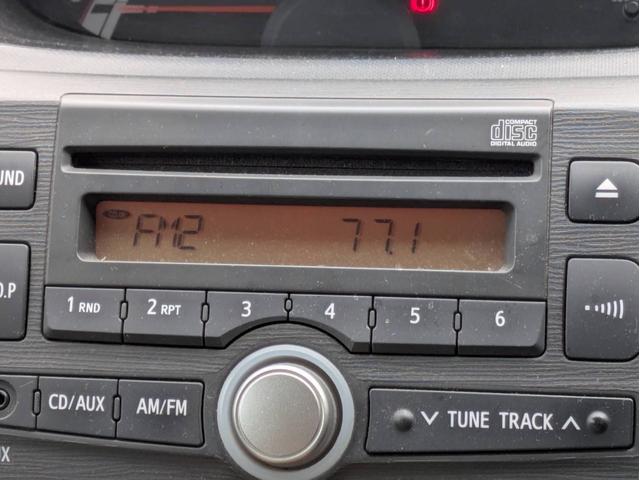 COMPACT
disc
DIGITAL AUDIO
UND
FM2 77.1
O.P
1 RND 2 RPT 3 4 5 6
CD/AUX AM/FM TUNE TRACK
UX